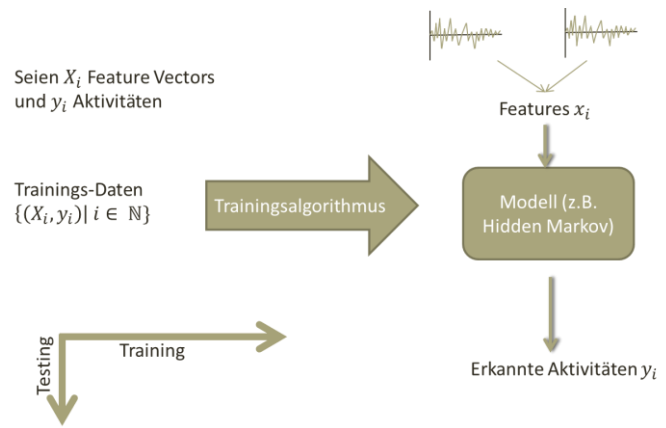 Seien X_i Feature Vectors
und y_i Aktivitäten
Features x_i
Trainings-Daten
{(X_i, y_i)| i ∈ ℕ}
Trainingsalgorithmus
Modell (z.B.
Hidden Markov)
Training
Testing
Erkannte Aktivitäten y_i